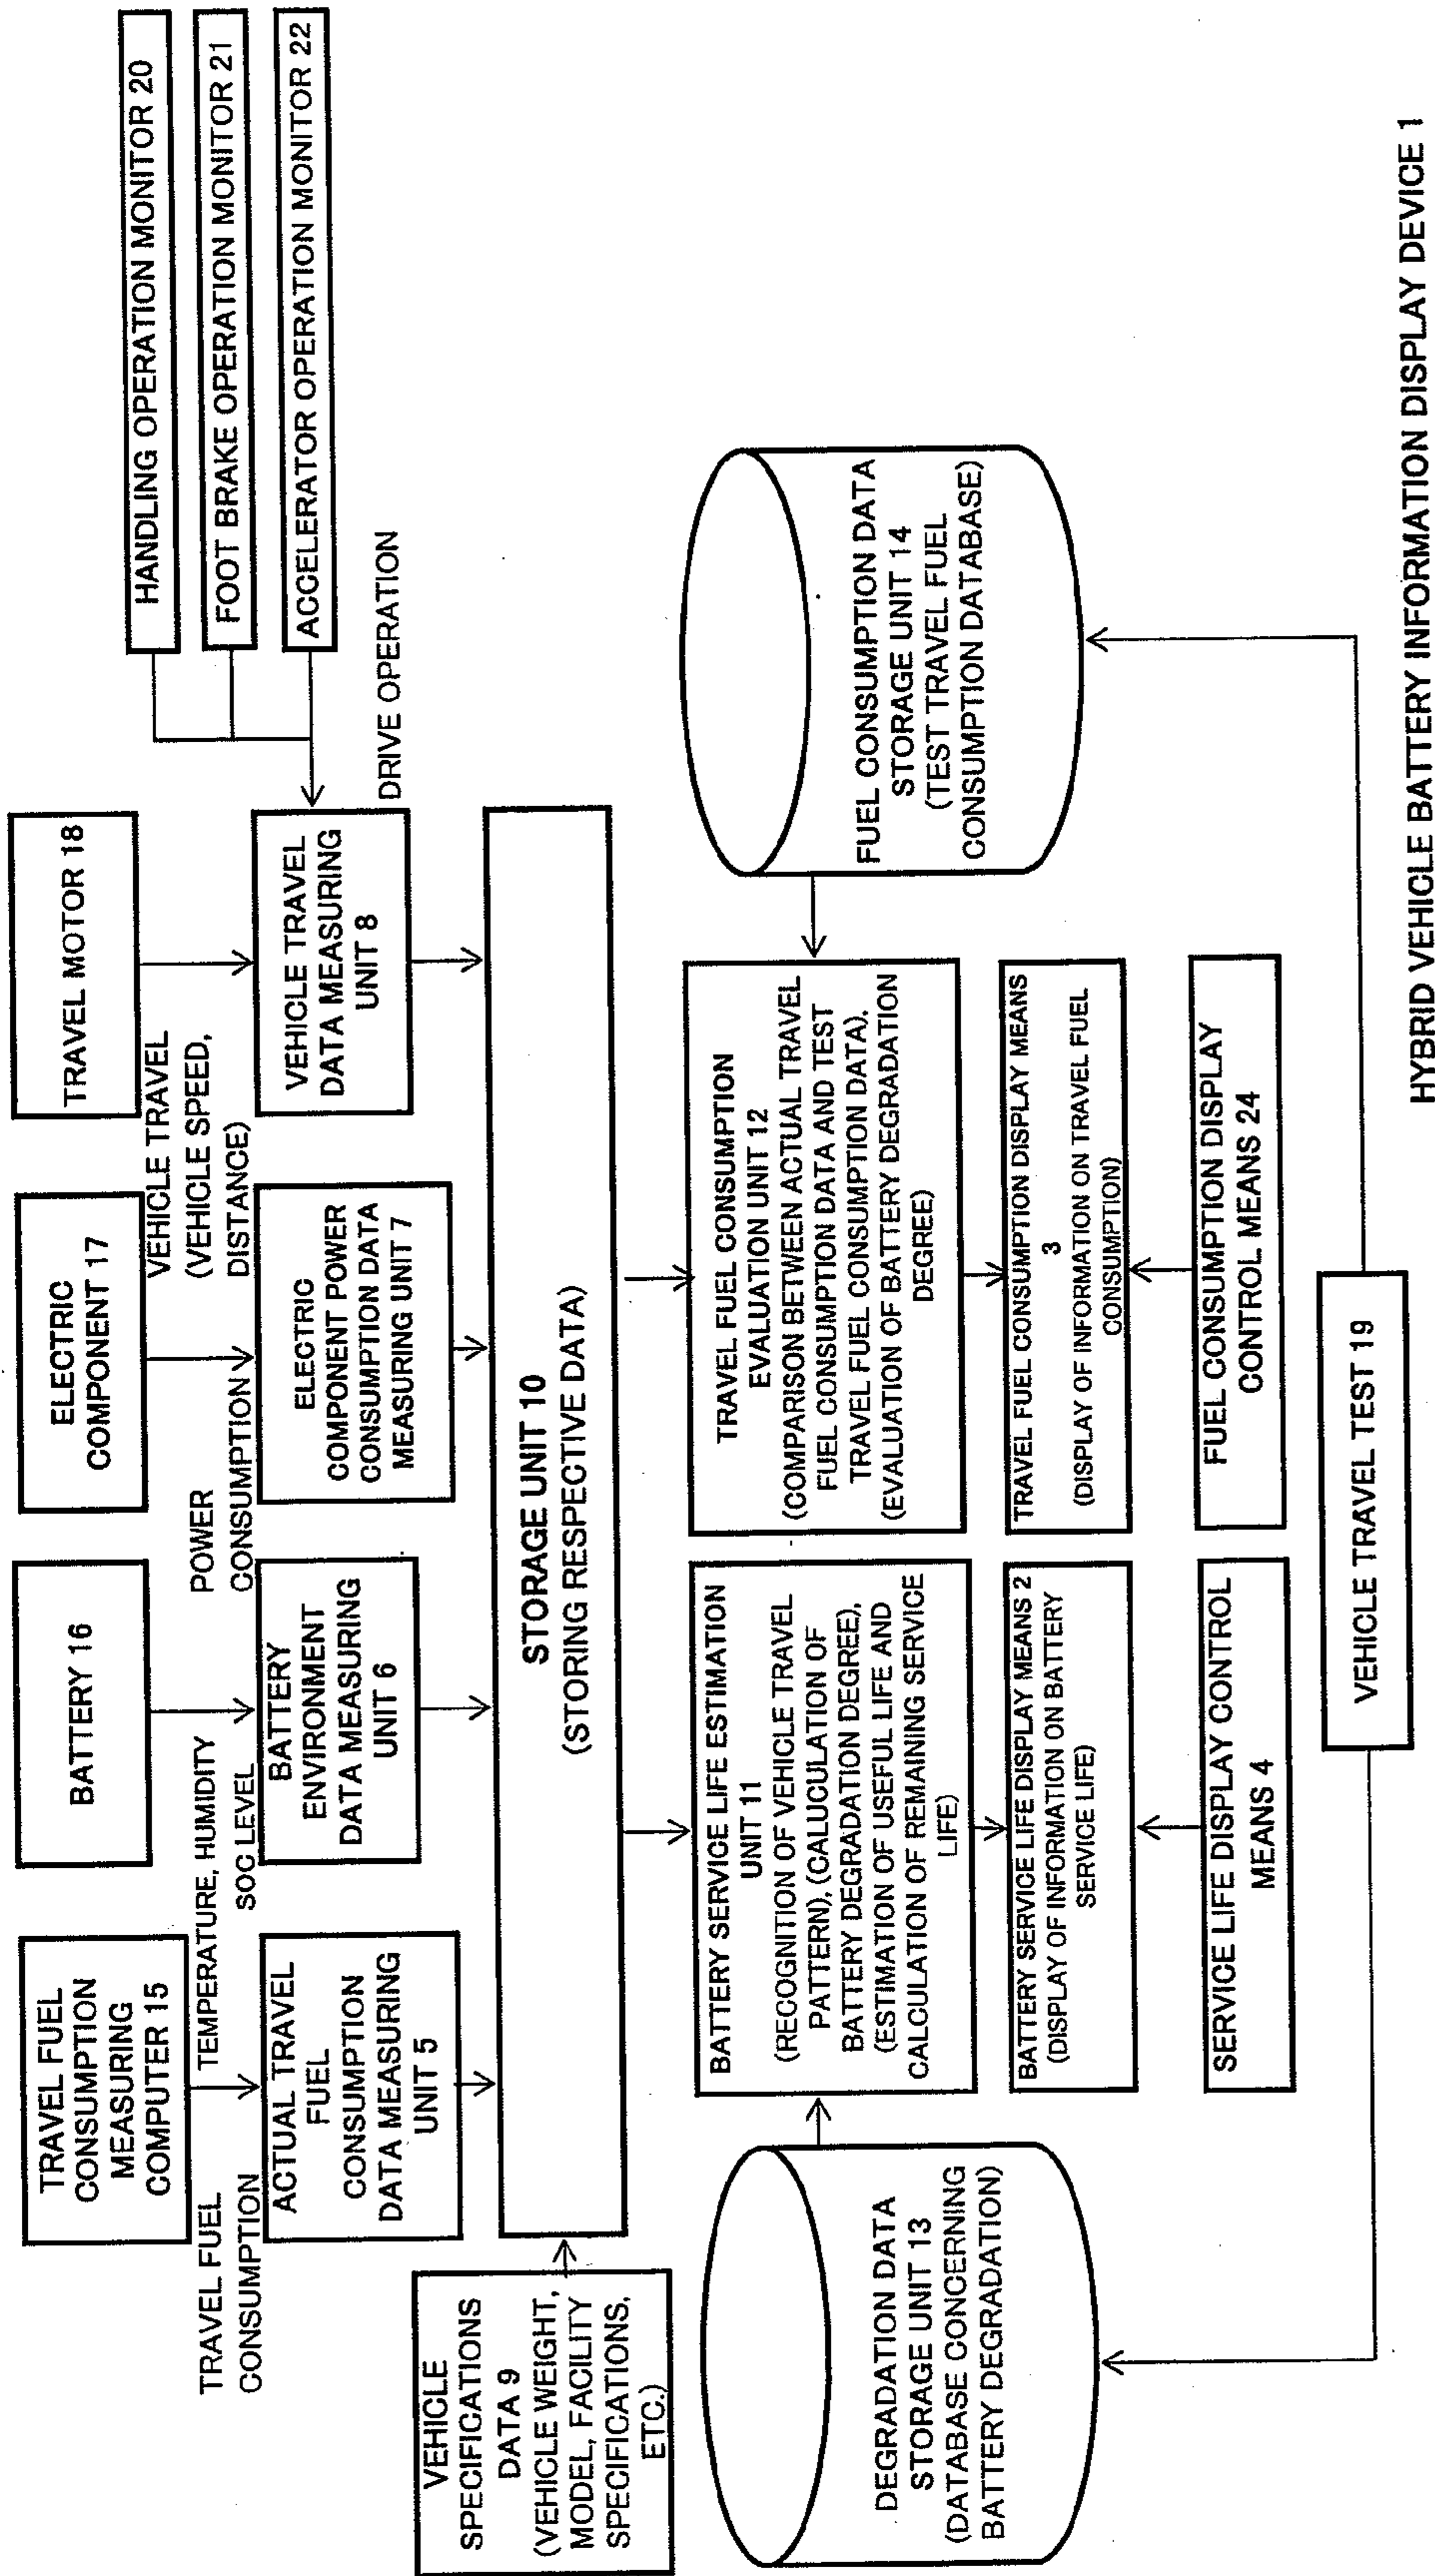 TRAVEL FUEL
CONSUMPTION
MEASURING
COMPUTER 15
BATTERY 16
ELECTRIC
COMPONENT 17
TRAVEL MOTOR 18
HANDLING OPERATION MONITOR 20
FOOT BRAKE OPERATION MONITOR 21
ACCELERATOR OPERATION MONITOR 22
TRAVEL FUEL
CONSUMPTION
TEMPERATURE, HUMIDITY
SOC LEVEL
POWER
CONSUMPTION
VEHICLE TRAVEL
(VEHICLE SPEED,
DISTANCE)
DRIVE OPERATION
ACTUAL TRAVEL
FUEL
CONSUMPTION
DATA MEASURING
UNIT 5
BATTERY
ENVIRONMENT
DATA MEASURING
UNIT 6
ELECTRIC
COMPONENT POWER
CONSUMPTION DATA
MEASURING UNIT 7
VEHICLE TRAVEL
DATA MEASURING
UNIT 8
VEHICLE
SPECIFICATIONS
DATA 9
(VEHICLE WEIGHT,
MODEL, FACILITY
SPECIFICATIONS,
ETC.)
STORAGE UNIT 10
(STORING RESPECTIVE DATA)
DEGRADATION DATA
STORAGE UNIT 13
(DATABASE CONCERNING
BATTERY DEGRADATION)
BATTERY SERVICE LIFE ESTIMATION
UNIT 11
(RECOGNITION OF VEHICLE TRAVEL
PATTERN), (CALUCULATION OF
BATTERY DEGRADATION DEGREE),
(ESTIMATION OF USEFUL LIFE AND
CALCULATION OF REMAINING SERVICE
LIFE)
TRAVEL FUEL CONSUMPTION
EVALUATION UNIT 12
(COMPARISON BETWEEN ACTUAL TRAVEL
FUEL CONSUMPTION DATA AND TEST
TRAVEL FUEL CONSUMPTION DATA),
(EVALUATION OF BATTERY DEGRADATION
DEGREE)
FUEL CONSUMPTION DATA
STORAGE UNIT 14
(TEST TRAVEL FUEL
CONSUMPTION DATABASE)
BATTERY SERVICE LIFE DISPLAY MEANS 2
(DISPLAY OF INFORMATION ON BATTERY
SERVICE LIFE)
TRAVEL FUEL CONSUMPTION DISPLAY MEANS
3
(DISPLAY OF INFORMATION ON TRAVEL FUEL
CONSUMPTION)
SERVICE LIFE DISPLAY CONTROL
MEANS 4
FUEL CONSUMPTION DISPLAY
CONTROL MEANS 24
VEHICLE TRAVEL TEST 19
HYBRID VEHICLE BATTERY INFORMATION DISPLAY DEVICE 1